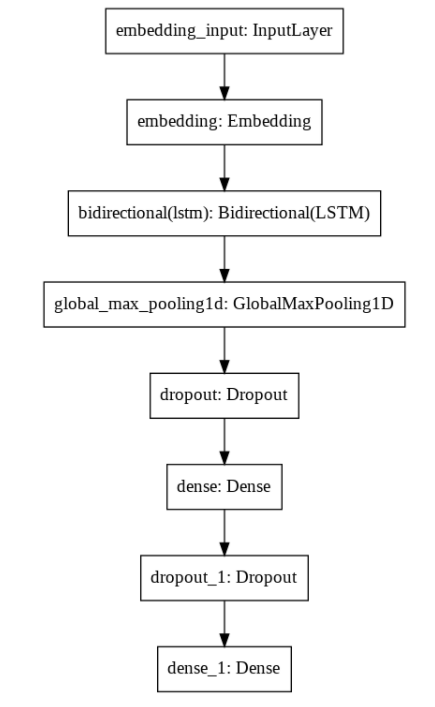 embedding_input: InputLayer
embedding: Embedding
bidirectional(lstm): Bidirectional(LSTM)
global_max_pooling1d: GlobalMaxPooling1D
dropout: Dropout
dense: Dense
dropout_1: Dropout
dense_1: Dense